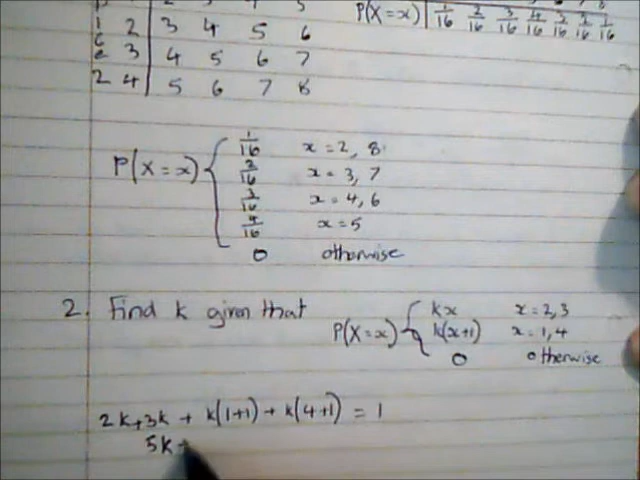 P(X=x) 1/16 2/16 3/16 4/16 3/16 2/16 1/16
1 2 3 4 5 6
2 3 4 5 6 7
2 4 5 6 7 8
P(X=x) { 1/16 x=2, 8
2/16 x=3, 7
3/16 x=4, 6
4/16 x=5
0 otherwise
2. Find k given that
P(X=x) { kx x=2,3
k(x+1) x=1,4
0 otherwise
2k+3k + k(1+1) + k(4+1) = 1
5k+